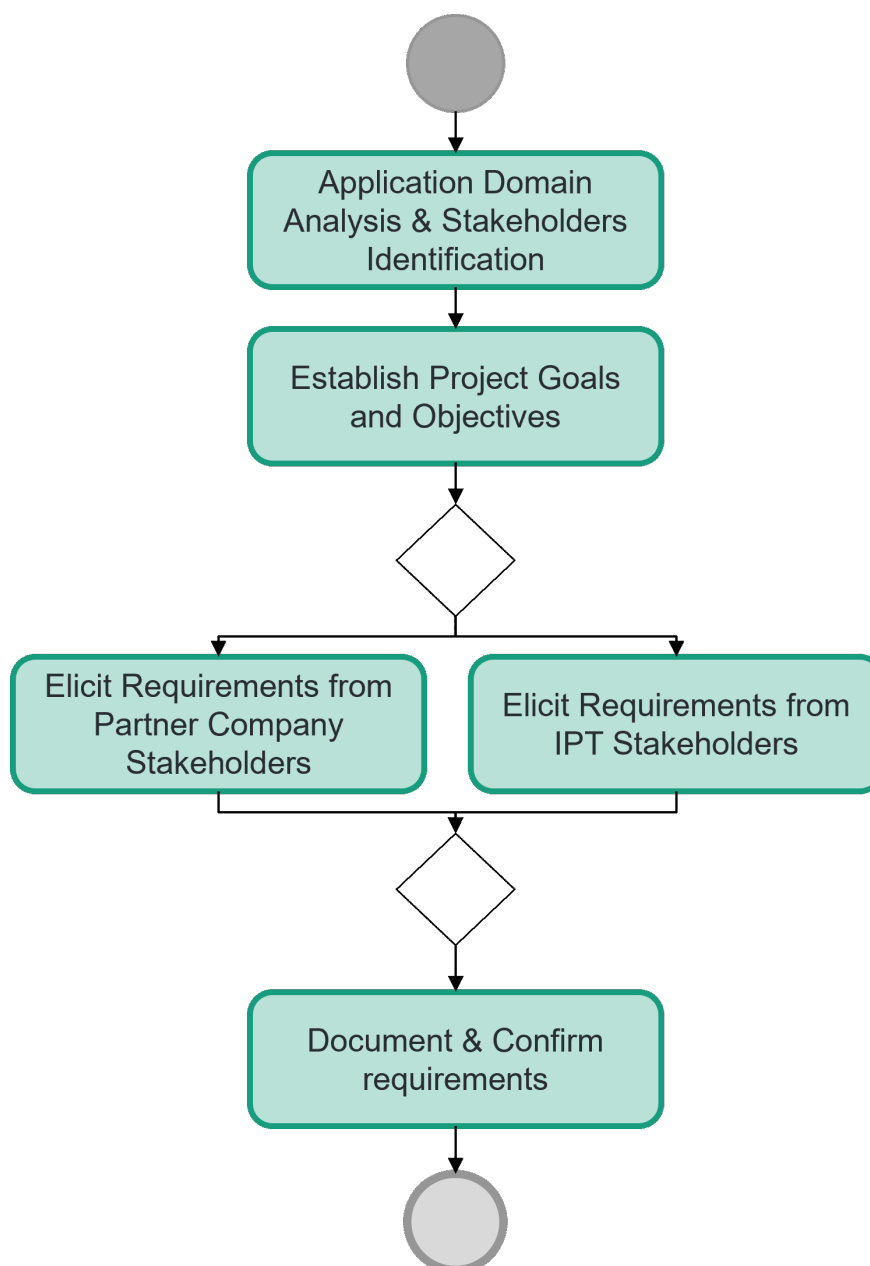 Application Domain
Analysis & Stakeholders
Identification
Establish Project Goals
and Objectives
Elicit Requirements from
Partner Company
Stakeholders
Elicit Requirements from
IPT Stakeholders
Document & Confirm
requirements